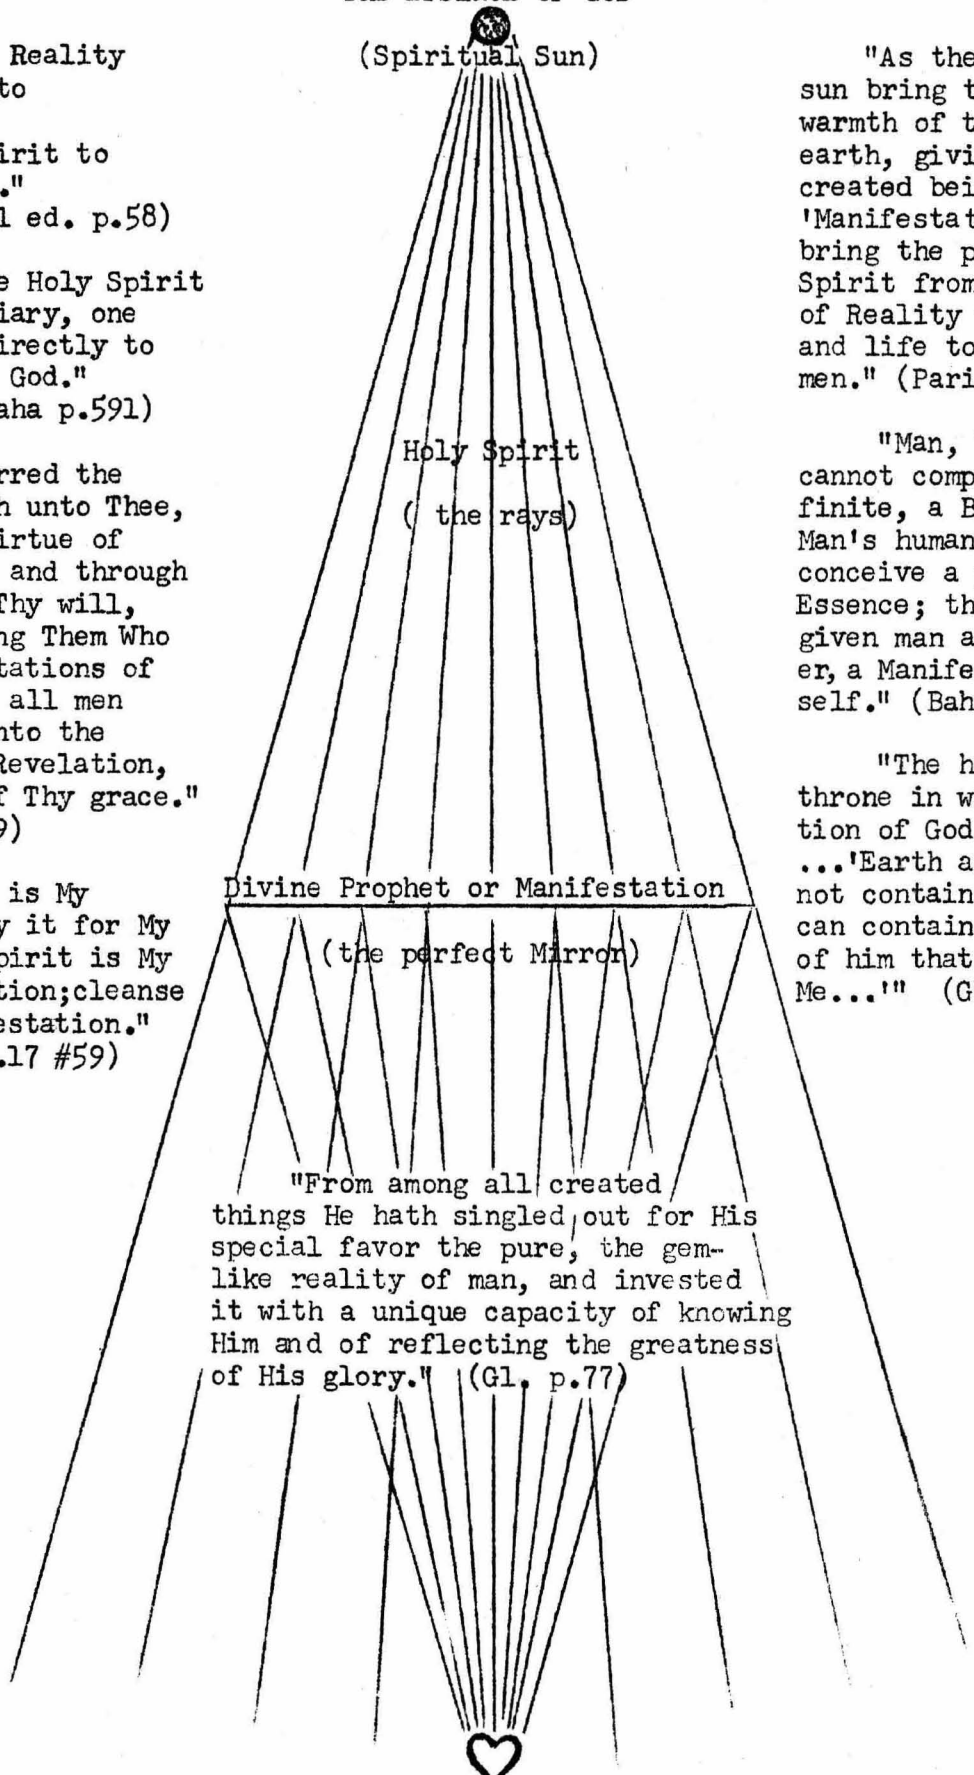 (Spiritual Sun)
Reality
to
irit to
."
l ed. p.58)
e Holy Spirit
iary, one
irectly to
God."
aha p.591)
rred the
h unto Thee,
irtue of
and through
Thy will,
ng Them Who
tations of
all men
nto the
Revelation,
f Thy grace."
9)
is My
y it for My
pirit is My
tion;cleanse
estation."
.17 #59)
Holy Spirit
( the rays)
Divine Prophet or Manifestation
(the perfect Mirror)
"From among all created
things He hath singled out for His
special favor the pure, the gem-
like reality of man, and invested
it with a unique capacity of knowing
Him and of reflecting the greatness
of His glory." (Gl. p.77)
"As the
sun bring t
warmth of t
earth, givi
created bei
'Manifestat
bring the p
Spirit from
of Reality
and life to
men." (Pari
"Man,
cannot comp
finite, a B
Man's human
conceive a
Essence; th
given man a
er, a Manife
self." (Bah
"The h
throne in w
tion of God
...'Earth a
not contain
can contain
of him that
Me...'" (G